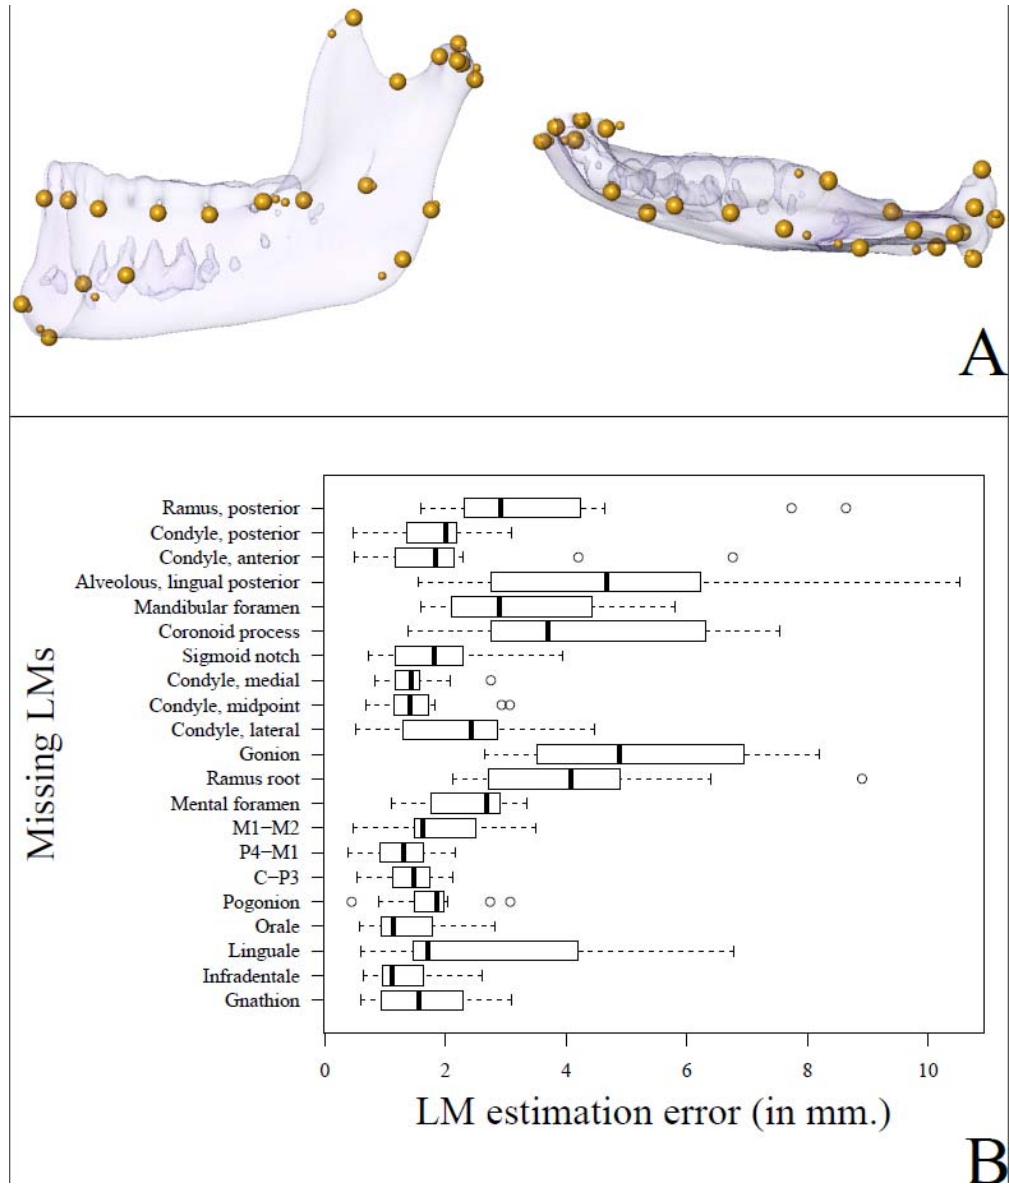 A
Missing LMs
Ramus, posterior
Condyle, posterior
Condyle, anterior
Alveolous, lingual posterior
Mandibular foramen
Coronoid process
Sigmoid notch
Condyle, medial
Condyle, midpoint
Condyle, lateral
Gonion
Ramus root
Mental foramen
M1−M2
P4−M1
C−P3
Pogonion
Orale
Linguale
Infradentale
Gnathion
0 2 4 6 8 10
LM estimation error (in mm.)
B